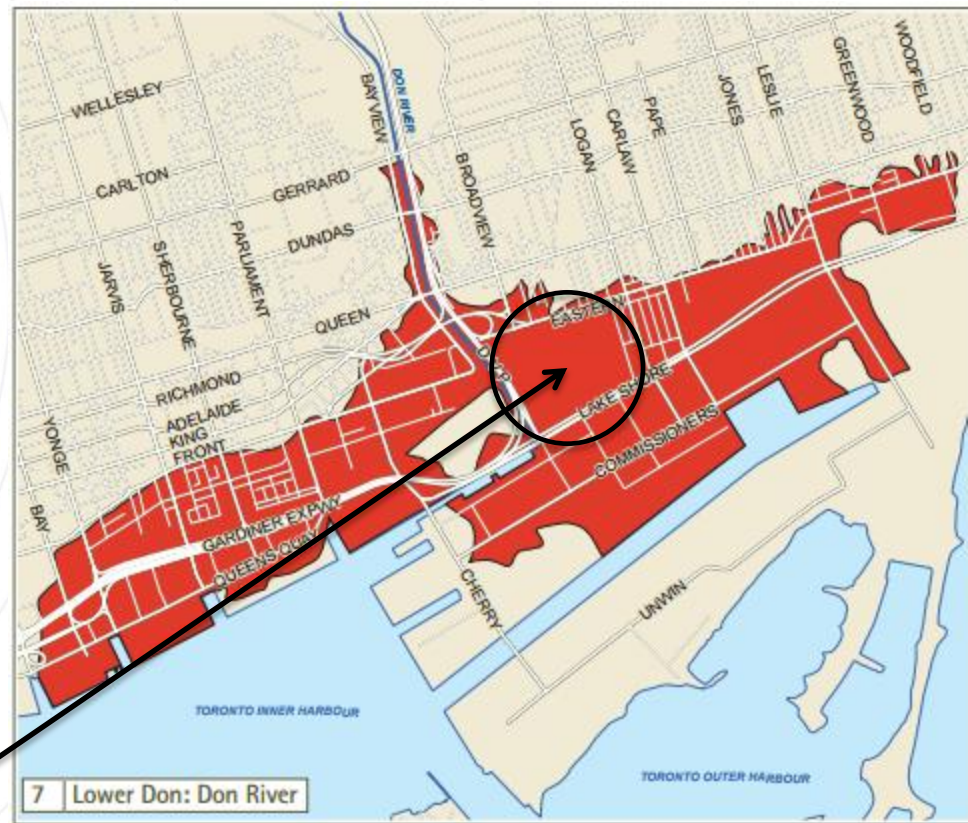 WELLESLEY
BAYVIEW
DON RIVER
CARLTON
GERRARD
BROADVIEW
LOGAN
CARLAW
PAPE
JONES
LESLIE
GREENWOOD
WOODFIELD
JARVIS
SHERBOURNE
PARLIAMENT
DUNDAS
QUEEN
EASTERN
RICHMOND
ADELAIDE
KING
FRONT
YONGE
BAY
LAKE SHORE
COMMISSIONERS
GARDINER EXPWY
QUEENS QUAY
CHERRY
UNWIN
TORONTO INNER HARBOUR
TORONTO OUTER HARBOUR
7 Lower Don: Don River